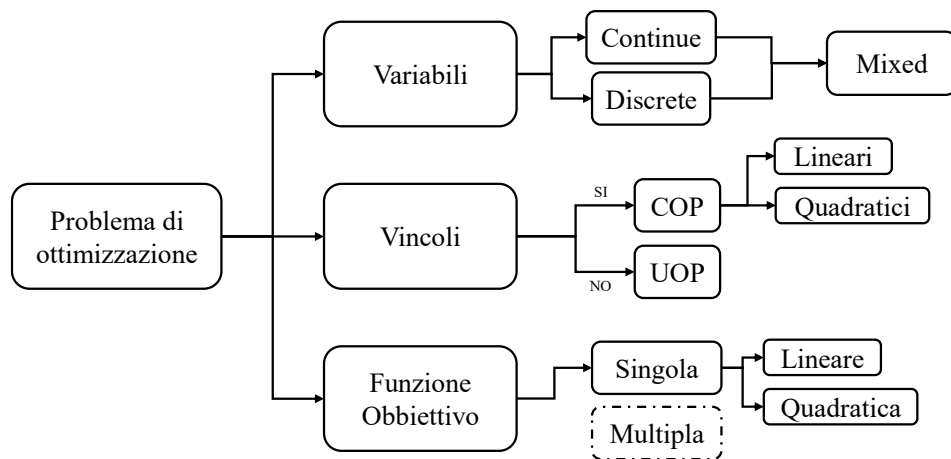 Continue
Variabili
Mixed
Discrete
Lineari
SI
COP
Quadratici
Problema di
ottimizzazione
Vincoli
NO
UOP
Lineare
Funzione
Obbiettivo
Singola
Quadratica
Multipla